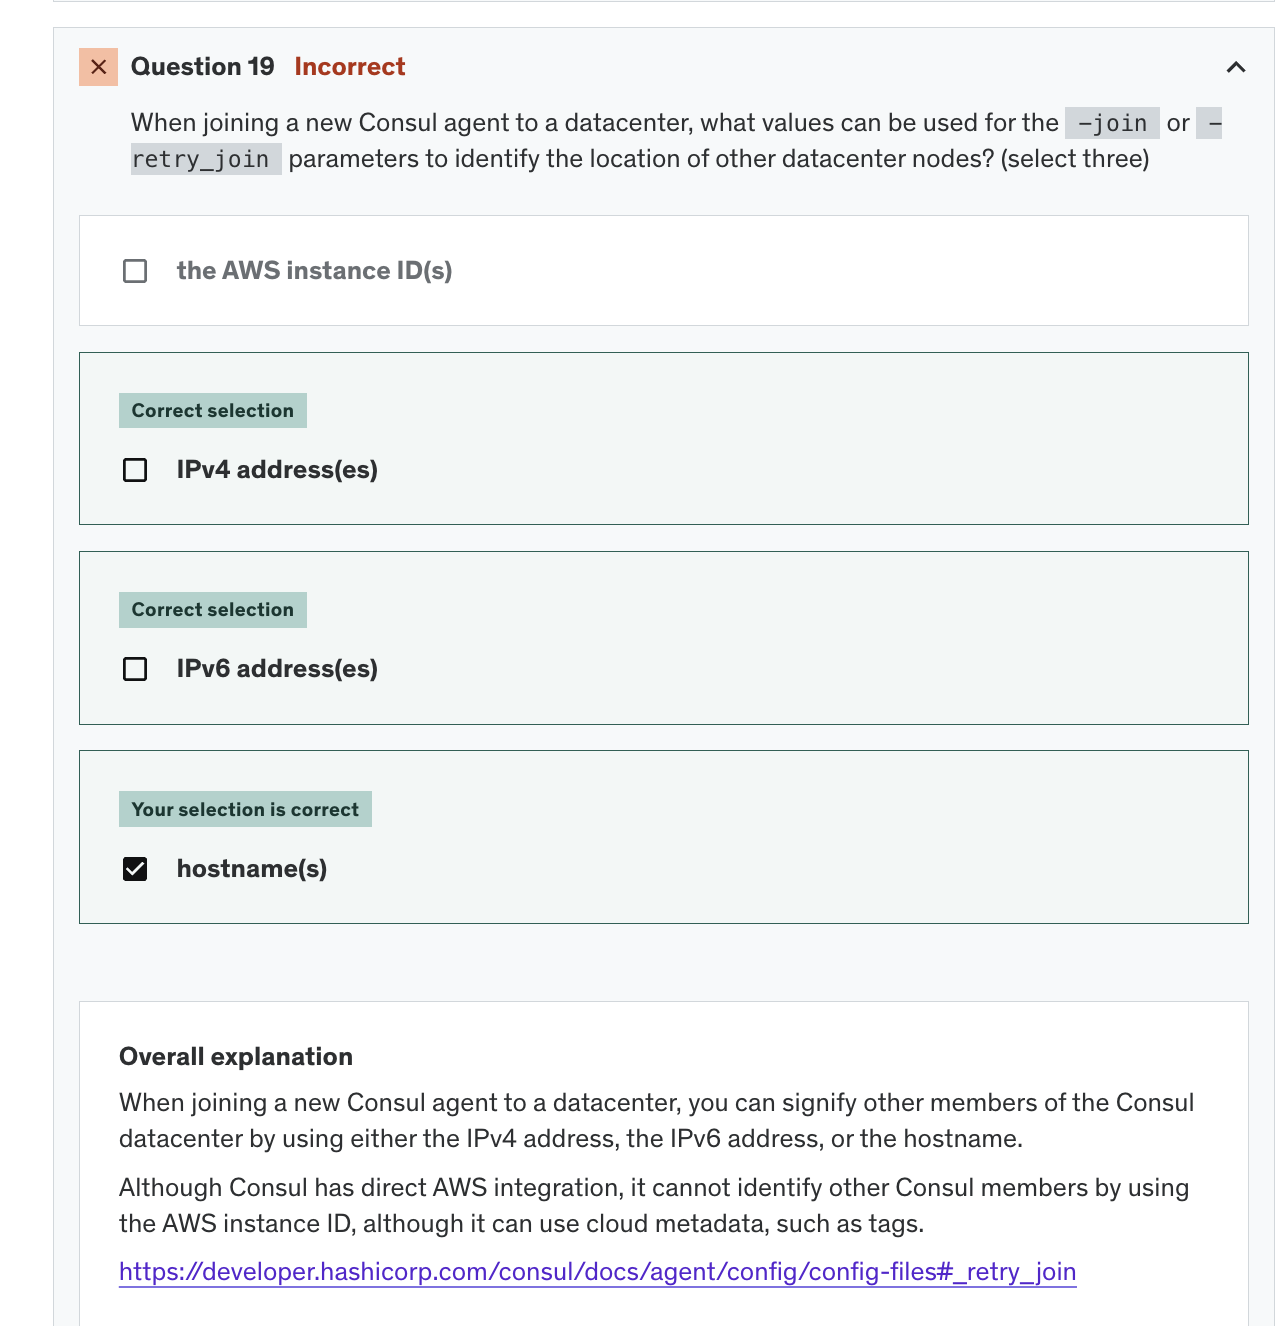 Question 19 Incorrect
When joining a new Consul agent to a datacenter, what values can be used for the -join or -
retry_join parameters to identify the location of other datacenter nodes? (select three)
the AWS instance ID(s)
Correct selection
IPv4 address(es)
Correct selection
IPv6 address(es)
Your selection is correct
hostname(s)
Overall explanation
When joining a new Consul agent to a datacenter, you can signify other members of the Consul
datacenter by using either the IPv4 address, the IPv6 address, or the hostname.
Although Consul has direct AWS integration, it cannot identify other Consul members by using
the AWS instance ID, although it can use cloud metadata, such as tags.
https://developer.hashicorp.com/consul/docs/agent/config/config-files#_retry_join